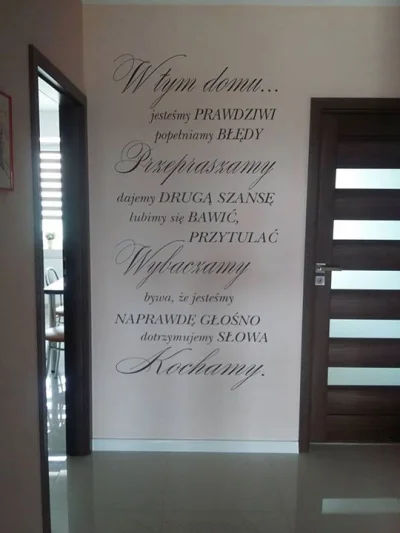 W tym domu...
jesteśmy PRAWDZIWI
popełniamy BŁĘDY
Przepraszamy
dajemy DRUGĄ SZANSĘ
lubimy się BAWIĆ,
PRZYTULAĆ
Wybaczamy
bywa, że jesteśmy
NAPRAWDĘ GŁOŚNO
dotrzymujemy SŁOWA
Kochamy.